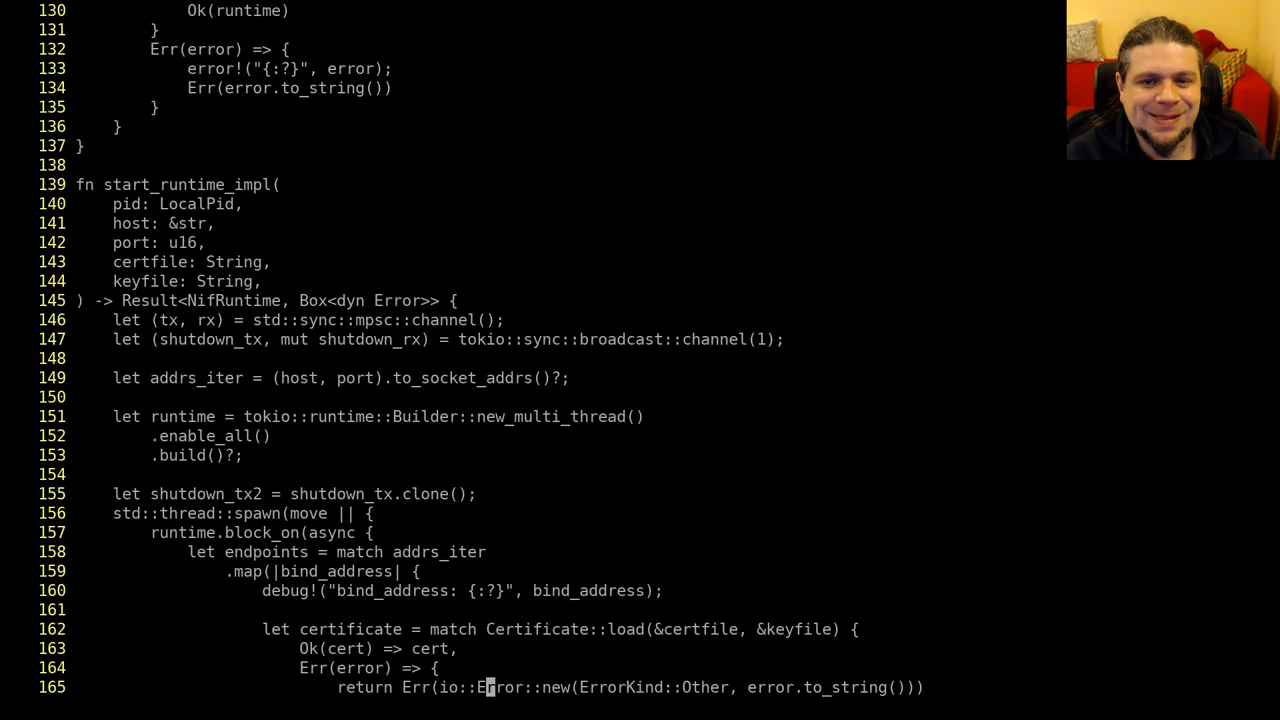 130             Ok(runtime)
131         }
132         Err(error) => {
133             error!("{:?}", error);
134             Err(error.to_string())
135         }
136     }
137 }
138
139 fn start_runtime_impl(
140     pid: LocalPid,
141     host: &str,
142     port: u16,
143     certfile: String,
144     keyfile: String,
145 ) -> Result<NifRuntime, Box<dyn Error>> {
146     let (tx, rx) = std::sync::mpsc::channel();
147     let (shutdown_tx, mut shutdown_rx) = tokio::sync::broadcast::channel(1);
148
149     let addrs_iter = (host, port).to_socket_addrs()?;
150
151     let runtime = tokio::runtime::Builder::new_multi_thread()
152         .enable_all()
153         .build()?;
154
155     let shutdown_tx2 = shutdown_tx.clone();
156     std::thread::spawn(move || {
157         runtime.block_on(async {
158             let endpoints = match addrs_iter
159                 .map(|bind_address| {
160                     debug!("bind_address: {:?}", bind_address);
161
162                     let certificate = match Certificate::load(&certfile, &keyfile) {
163                         Ok(cert) => cert,
164                         Err(error) => {
165                             return Err(io::Error::new(ErrorKind::Other, error.to_string()))